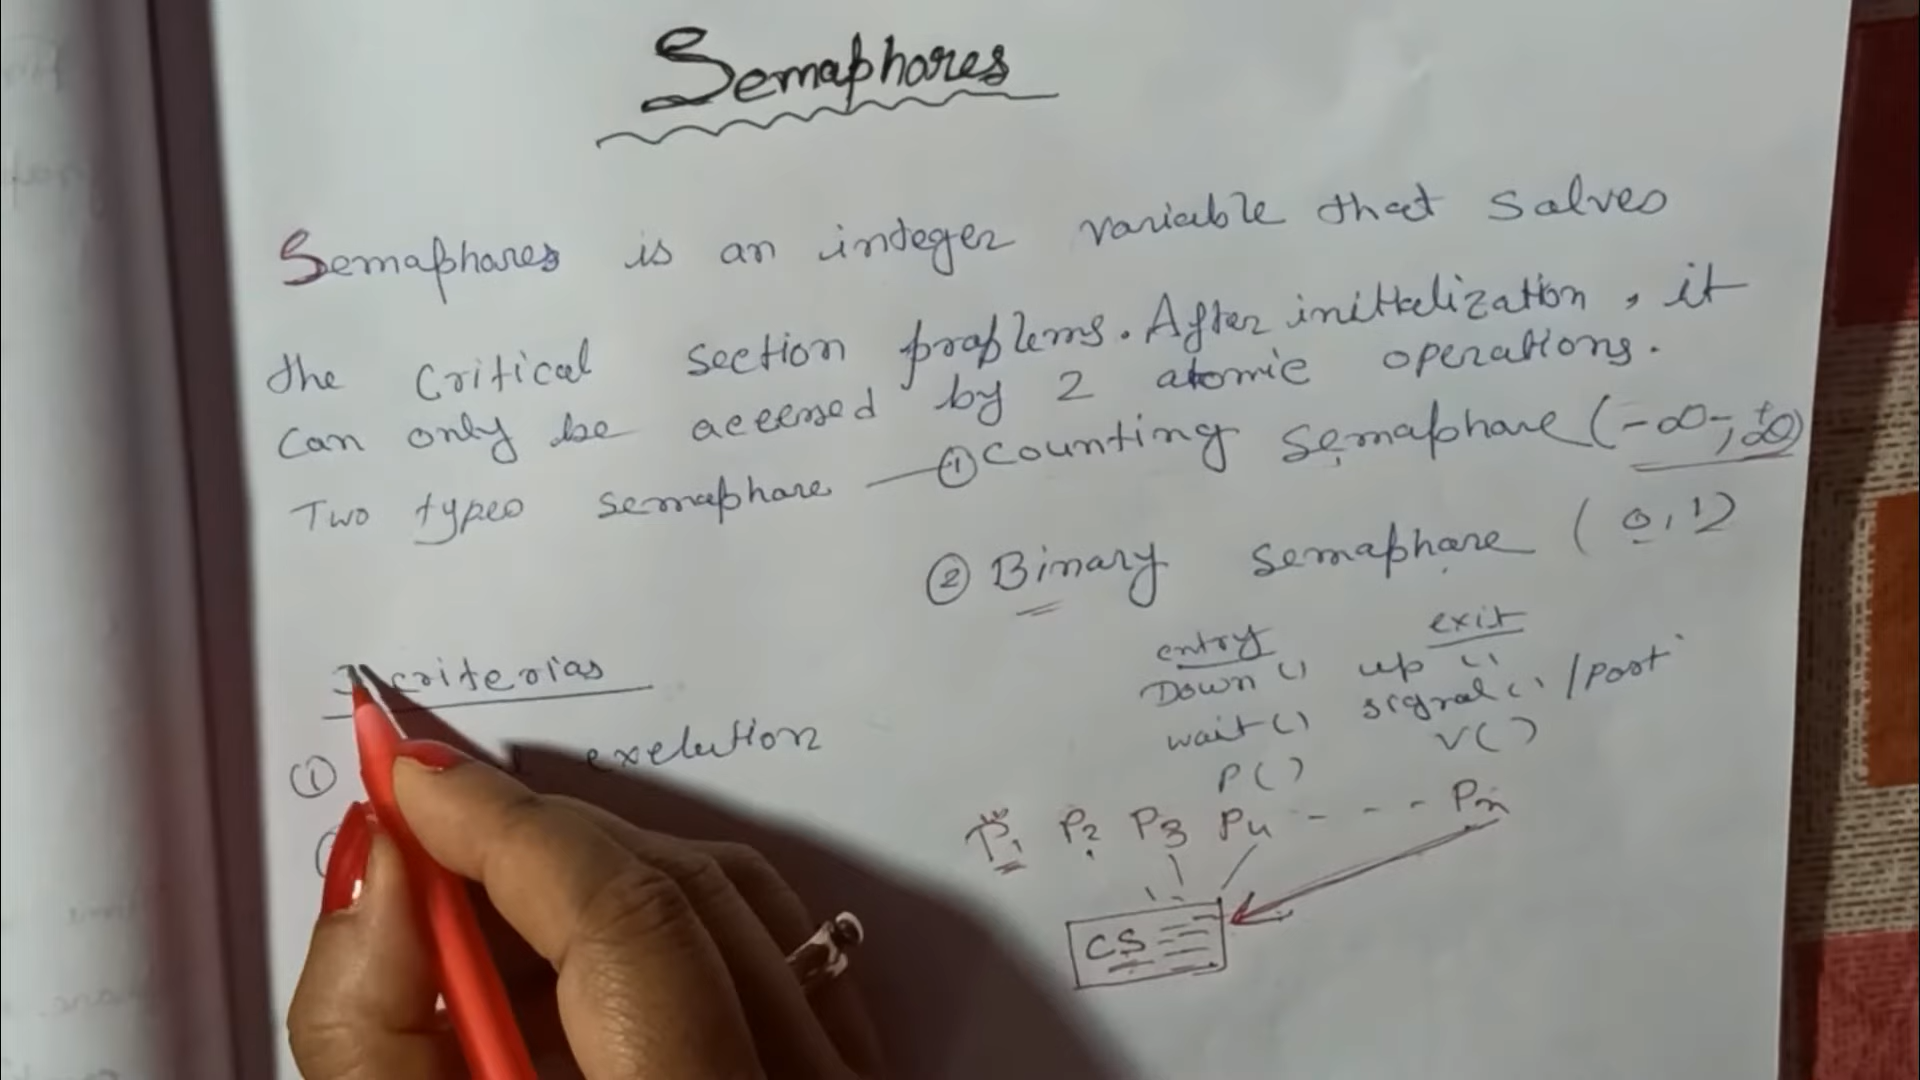 Semaphores
Semaphores is an integer variable that solves
the critical section problems. After initialization, it
can only be accessed by 2 atomic operations.
Two types semaphore — ① Counting semaphore (-∞, +∞)
② Binary semaphore (0, 1)
entry exit
Down () up ()
wait () signal () / Post
P() V()
P1 P2 P3 P4 - - - Pn
CS
3 criterias
① exelution